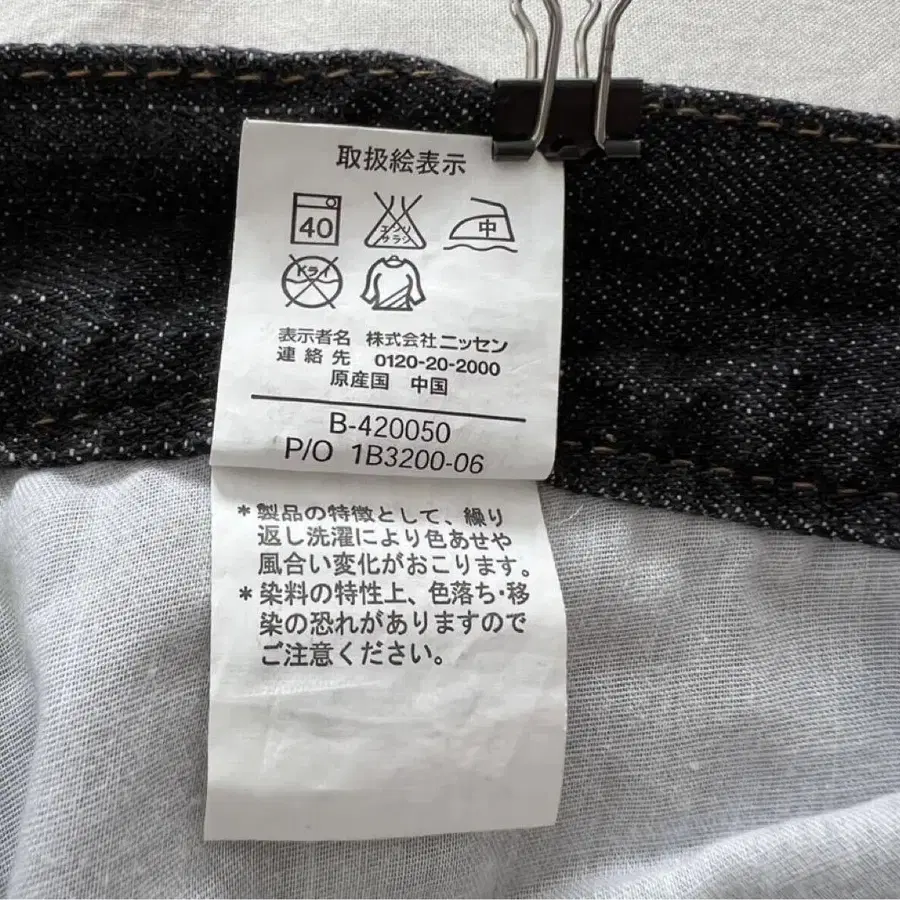 取扱絵表示
40
エンソ
サラシ
中
ドライ
表示者名 株式会社ニッセン
連絡先 0120-20-2000
原産国 中国
B-420050
P/O 1B3200-06
*製品の特徴として、繰り
返し洗濯により色あせや
風合い変化がおこります。
*染料の特性上、色落ち・移
染の恐れがありますので
ご注意ください。